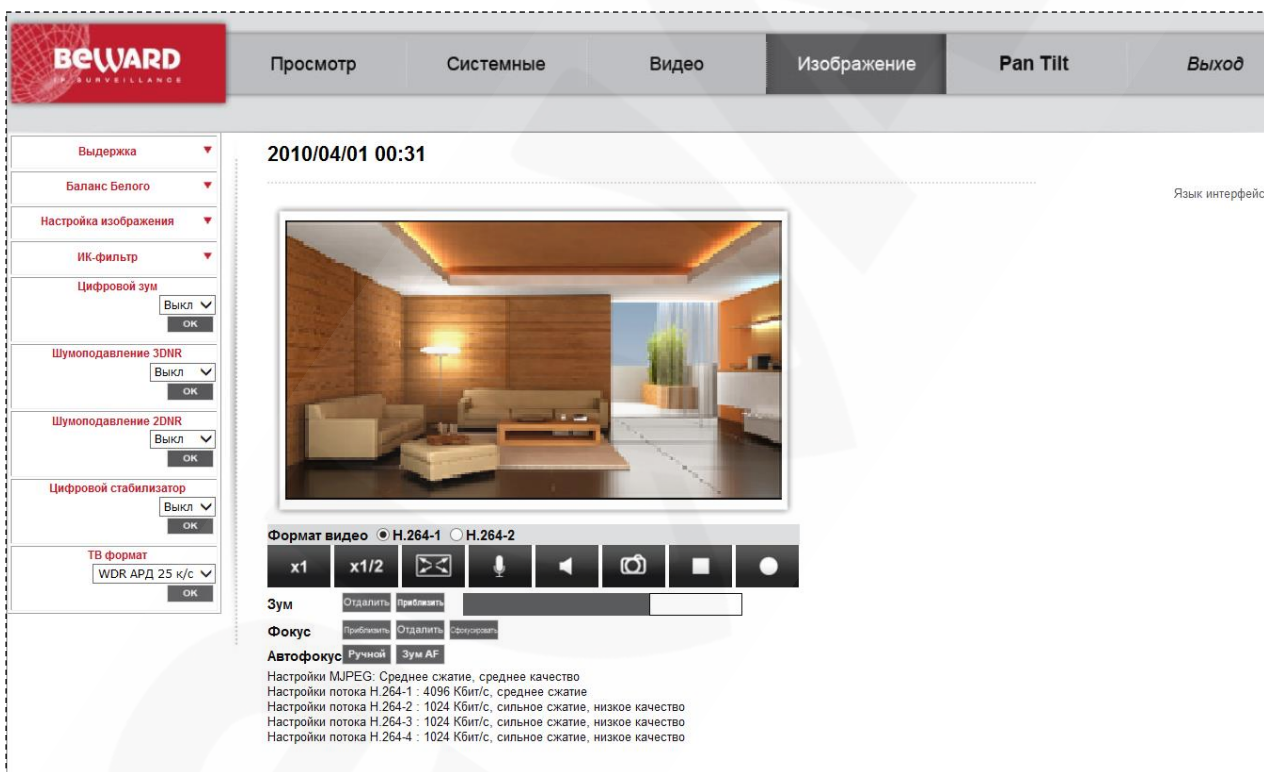 BEWARD
IP SURVEILLANCE
Просмотр
Системные
Видео
Изображение
Pan Tilt
Выход
Выдержка
Баланс Белого
Настройка изображения
ИК-фильтр
Цифровой зум
Выкл
OK
Шумоподавление 3DNR
Выкл
OK
Шумоподавление 2DNR
Выкл
OK
Цифровой стабилизатор
Выкл
OK
ТВ формат
WDR АРД 25 к/с
OK
2010/04/01 00:31
Язык интерфейс
Формат видео H.264-1 H.264-2
x1 x1/2
Зум Отдалить Приблизить
Фокус Приблизить Отдалить Сфокусировать
Автофокус Ручной Зум AF
Настройки MJPEG: Среднее сжатие, среднее качество
Настройки потока H.264-1 : 4096 Кбит/с, среднее сжатие
Настройки потока H.264-2 : 1024 Кбит/с, сильное сжатие, низкое качество
Настройки потока H.264-3 : 1024 Кбит/с, сильное сжатие, низкое качество
Настройки потока H.264-4 : 1024 Кбит/с, сильное сжатие, низкое качество